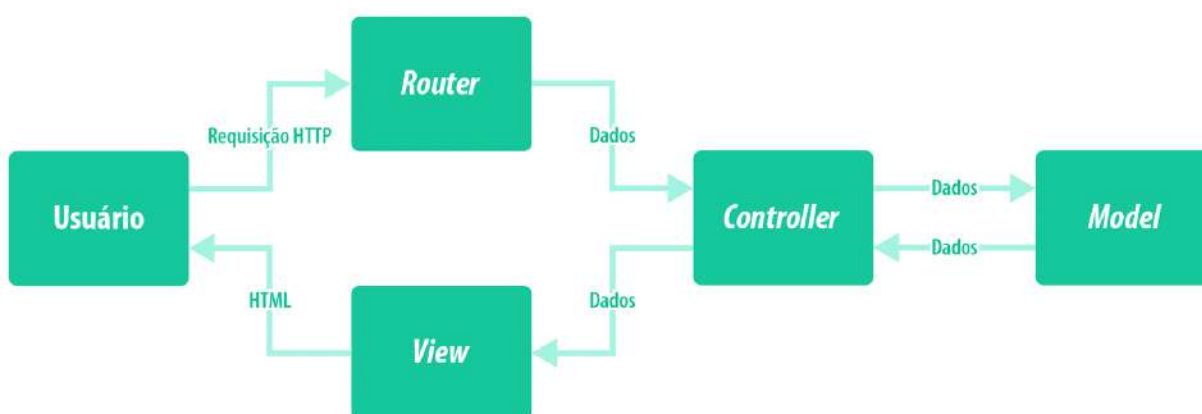 Router
Requisição HTTP
Dados
Usuário
Controller
Dados
Dados
Model
HTML
Dados
View